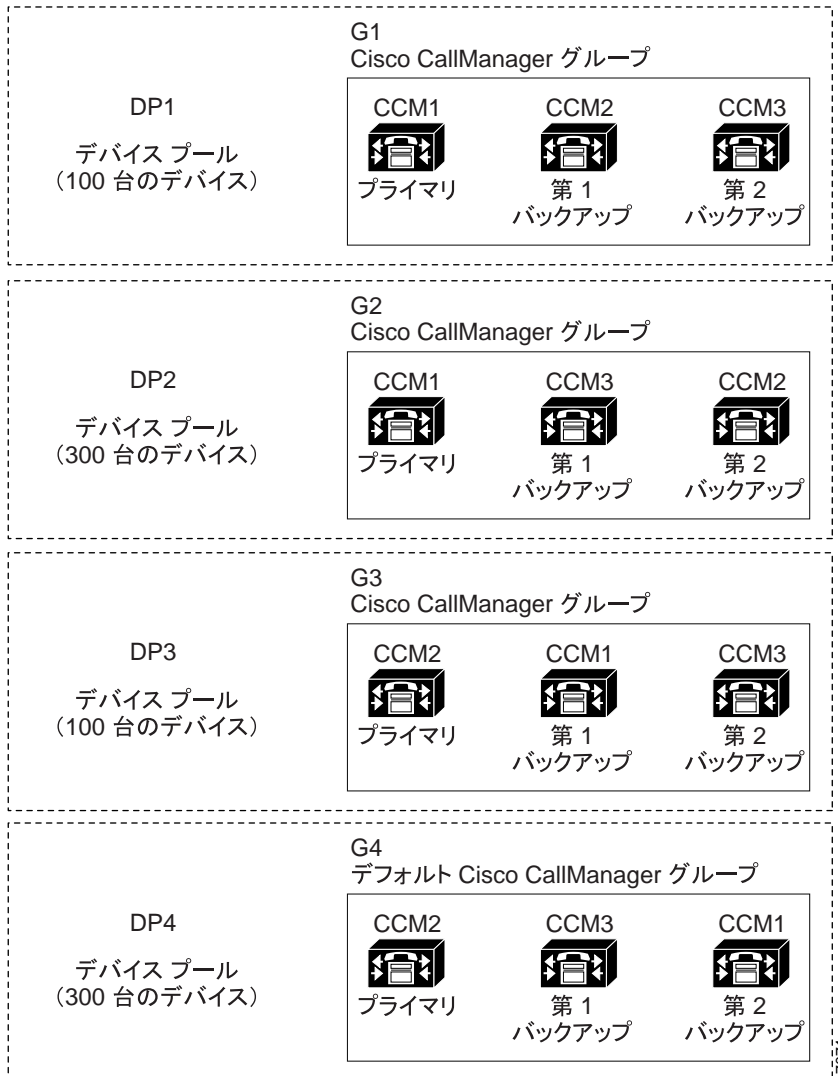 G1
Cisco CallManager グループ
DP1
デバイス プール
（100 台のデバイス）
CCM1
CCM2
CCM3
プライマリ
第 1
バックアップ
第 2
バックアップ
G2
Cisco CallManager グループ
DP2
デバイス プール
（300 台のデバイス）
CCM1
CCM3
CCM2
プライマリ
第 1
バックアップ
第 2
バックアップ
G3
Cisco CallManager グループ
DP3
デバイス プール
（100 台のデバイス）
CCM2
CCM1
CCM3
プライマリ
第 1
バックアップ
第 2
バックアップ
G4
デフォルト Cisco CallManager グループ
DP4
デバイス プール
（300 台のデバイス）
CCM2
CCM3
CCM1
プライマリ
第 1
バックアップ
第 2
バックアップ